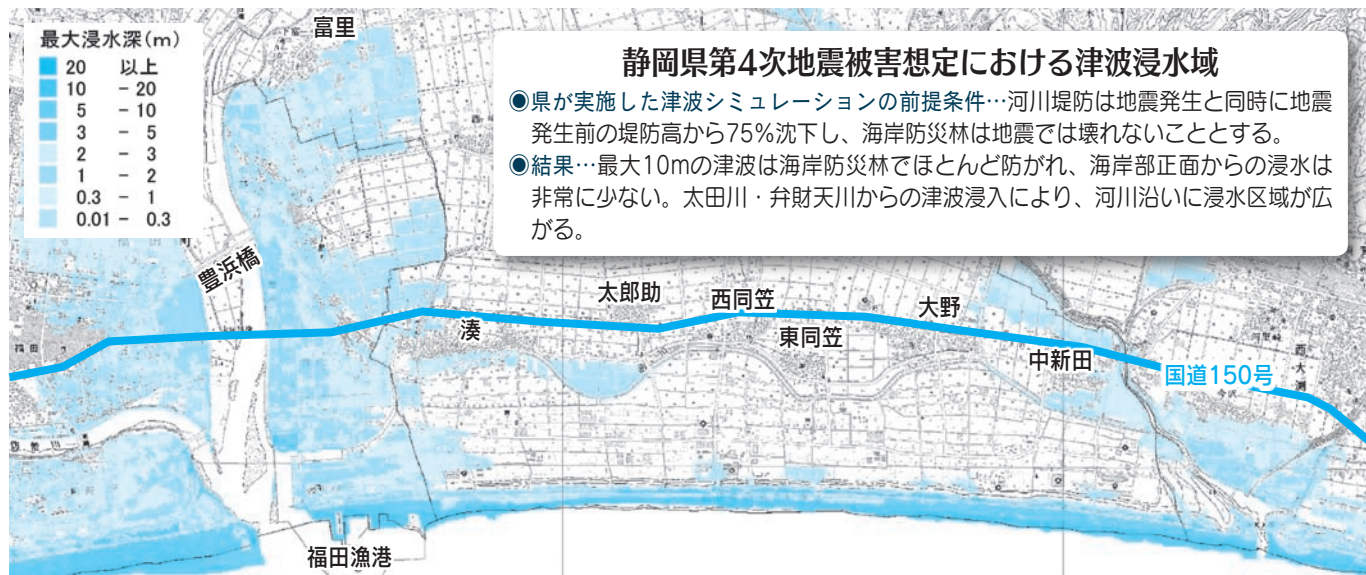 最大浸水深(m)
20 以上
10 - 20
5 - 10
3 - 5
2 - 3
1 - 2
0.3 - 1
0.01 - 0.3
富里
静岡県第4次地震被害想定における津波浸水域
●県が実施した津波シミュレーションの前提条件…河川堤防は地震発生と同時に地震
発生前の堤防高から75%沈下し、海岸防災林は地震では壊れないこととする。
●結果…最大10mの津波は海岸防災林でほとんど防がれ、海岸部正面からの浸水は
非常に少ない。太田川・弁財天川からの津波浸入により、河川沿いに浸水区域が広
がる。
豊浜橋
太郎助
西同笠
大野
湊
東同笠
中新田
国道150号
福田
西大渕
今沢
福田漁港